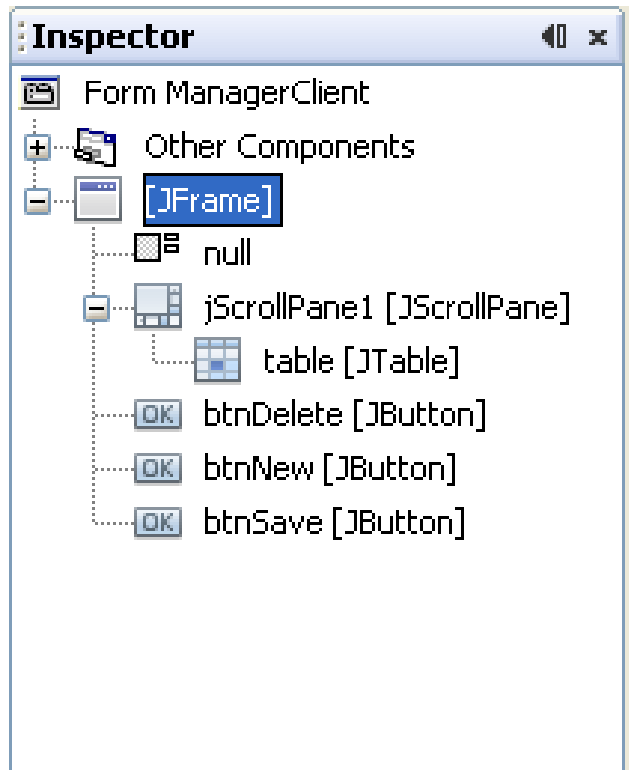 Inspector
Form ManagerClient
Other Components
[JFrame]
null
jScrollPane1 [JScrollPane]
table [JTable]
OK btnDelete [JButton]
OK btnNew [JButton]
OK btnSave [JButton]